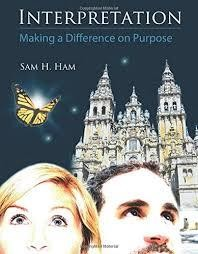 INTERPRETATION
Making a Difference on Purpose
SAM H. HAM